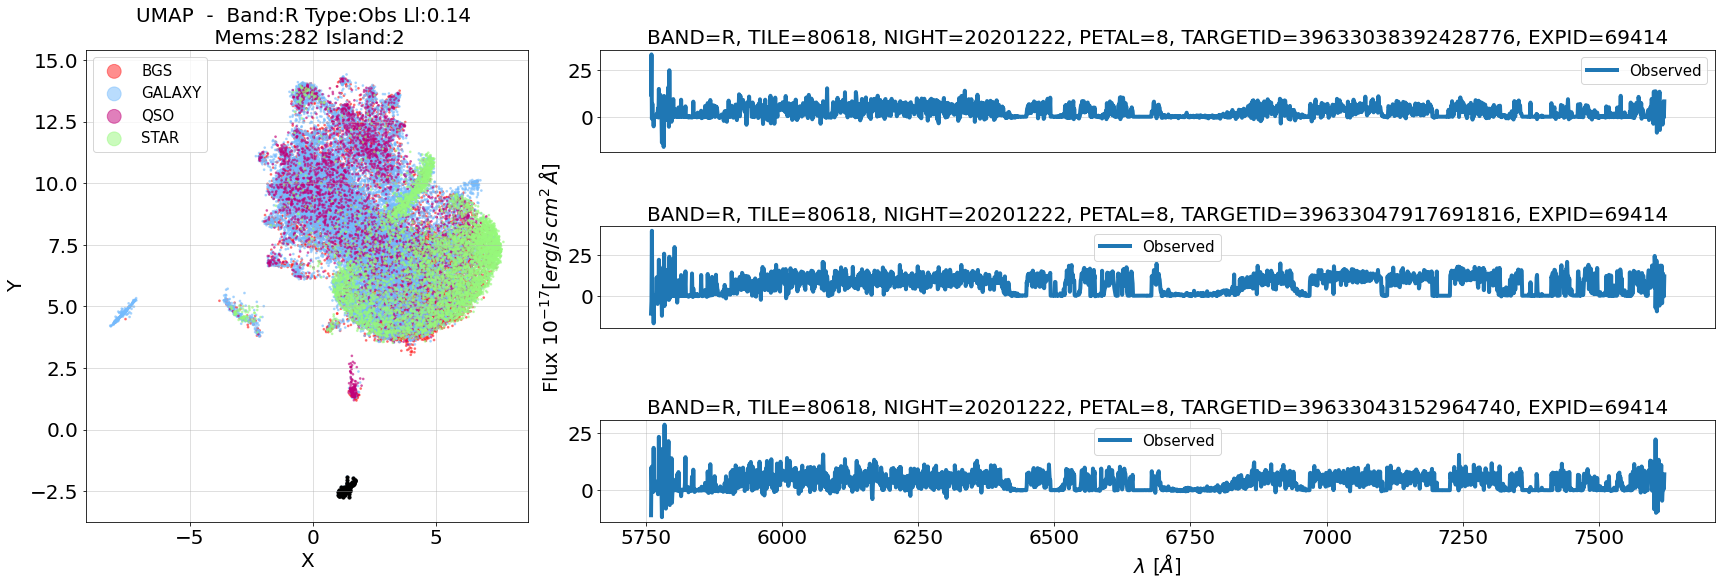 UMAP  -  Band:R Type:Obs Ll:0.14
Mems:282 Island:2
15.0
12.5
10.0
7.5
5.0
2.5
0.0
−2.5
Y
BGS
GALAXY
QSO
STAR
−5
0
5
X
Flux 10⁻¹⁷[erg/s cm² Å]
BAND=R, TILE=80618, NIGHT=20201222, PETAL=8, TARGETID=39633038392428776, EXPID=69414
25
0
Observed
BAND=R, TILE=80618, NIGHT=20201222, PETAL=8, TARGETID=39633047917691816, EXPID=69414
25
0
Observed
BAND=R, TILE=80618, NIGHT=20201222, PETAL=8, TARGETID=39633043152964740, EXPID=69414
25
0
Observed
5750
6000
6250
6500
6750
7000
7250
7500
λ [Å]